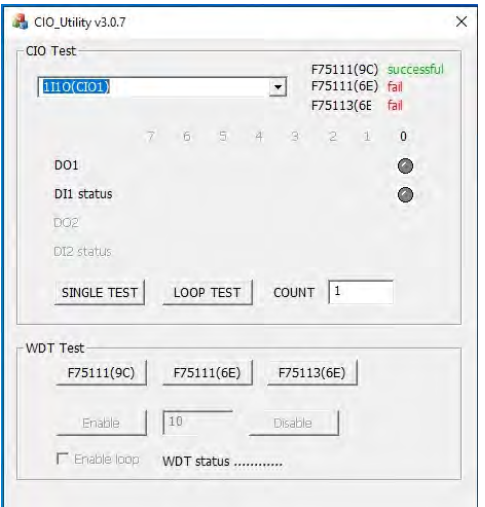 CIO_Utility v3.0.7
CIO Test
1I1O(CIO1)
F75111(9C) successful
F75111(6E) fail
F75113(6E fail
7 6 5 4 3 2 1 0
DO1
DI1 status
DO2
DI2 status
SINGLE TEST LOOP TEST COUNT 1
WDT Test
F75111(9C) F75111(6E) F75113(6E)
Enable 10 Disable
Enable loop WDT status ............